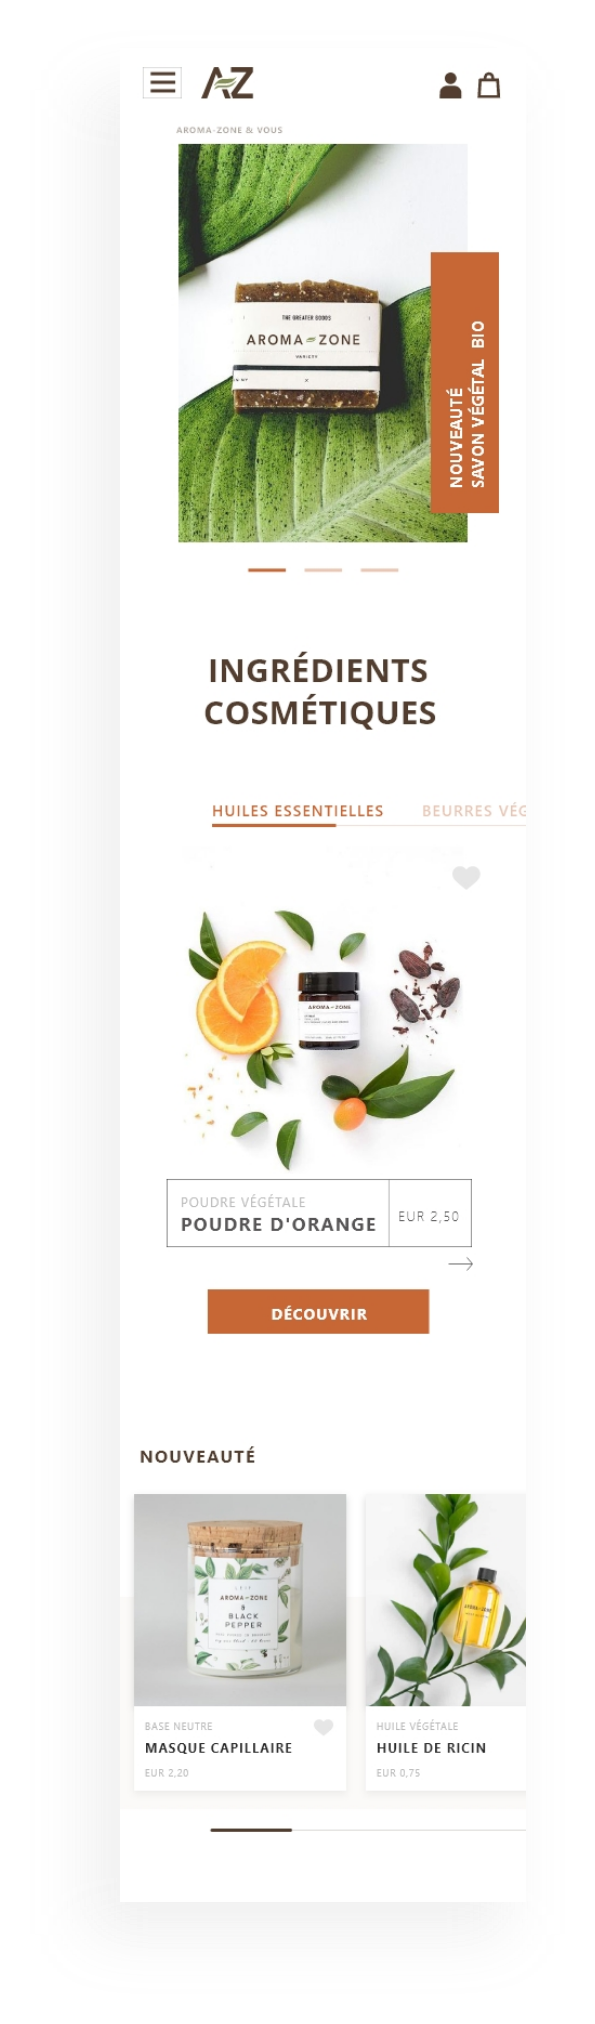 AZ
AROMA-ZONE & VOUS
THE GREATER GOODS
AROMA ZONE
VARIETY
X
NOUVEAUTÉ
SAVON VÉGÉTAL BIO
INGRÉDIENTS
COSMÉTIQUES
HUILES ESSENTIELLES
BEURRES VÉG
AROMA ZONE
POUDRE VÉGÉTALE
POUDRE D'ORANGE
EUR 2,50
DÉCOUVRIR
NOUVEAUTÉ
AROMA ZONE
&
BLACK
PEPPER
AROMA ZONE
BASE NEUTRE
MASQUE CAPILLAIRE
EUR 2,20
HUILE VÉGÉTALE
HUILE DE RICIN
EUR 0,75